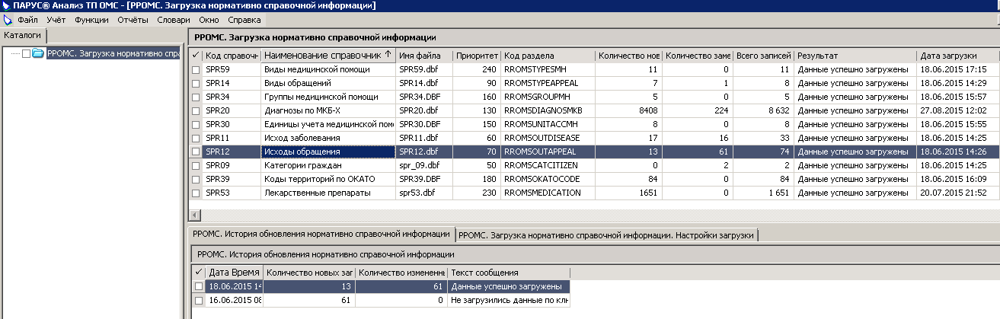 ПАРУС® Анализ ТП ОМС - [РРОМС. Загрузка нормативно справочной информации]
Файл Учёт Функции Отчёты Словари Окно Справка
Каталоги
РРОМС. Загрузка нормативно спра
РРОМС. Загрузка нормативно справочной информации
Код справочн Наименование справочник Имя файла Приоритет Код раздела Количество нов Количество заме Всего записей Результат Дата загрузки
SPR59 Виды медицинской помощи SPR59.dbf 240 RROMSTYPESMH 11 0 11 Данные успешно загружены 18.06.2015 17:15
SPR14 Виды обращений SPR14.dbf 90 RROMSTYPEAPPEAL 7 1 8 Данные успешно загружены 18.06.2015 14:29
SPR34 Группы медицинской помощи SPR34.DBF 160 RROMSGROUPMH 5 0 5 Данные успешно загружены 18.06.2015 15:57
SPR20 Диагнозы по МКБ-X SPR20.dbf 130 RROMSDIAGNOSMKB 8408 224 8 632 Данные успешно загружены 27.08.2015 12:02
SPR30 Единицы учета медицинской пом SPR30.DBF 150 RROMSUNITACCMH 8 0 8 Данные успешно загружены 18.06.2015 15:55
SPR11 Исход заболевания SPR11.dbf 60 RROMSOUTDISEASE 17 16 33 Данные успешно загружены 18.06.2015 14:25
SPR12 Исходы обращения SPR12.dbf 70 RROMSOUTAPPEAL 13 61 74 Данные успешно загружены 18.06.2015 14:26
SPR09 Категории граждан spr_09.dbf 50 RROMSCATCITIZEN 0 2 2 Данные успешно загружены 18.06.2015 14:25
SPR39 Коды территорий по ОКАТО SPR39.DBF 180 RROMSOKATOCODE 84 0 84 Данные успешно загружены 18.06.2015 16:09
SPR53 Лекарственные препараты spr53.dbf 230 RROMSMEDICATION 1651 0 1 651 Данные успешно загружены 20.07.2015 21:52
РРОМС. История обновления нормативно справочной информации РРОМС. Загрузка нормативно справочной информации. Настройки загрузки
РРОМС. История обновления нормативно справочной информации
Дата Время Количество новых заг Количество измененнь Текст сообщения
18.06.2015 14 13 61 Данные успешно загружены
16.06.2015 08 61 0 Не загрузились данные по клю